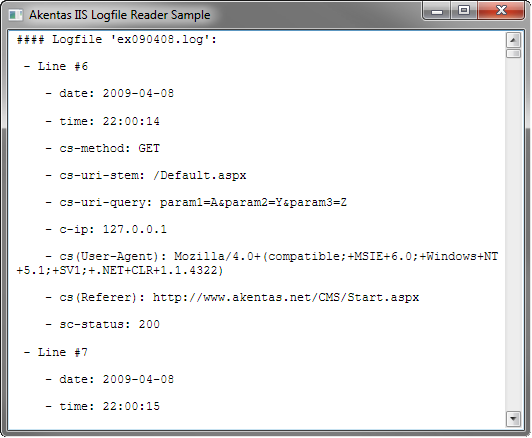 Akentas IIS Logfile Reader Sample
#### Logfile 'ex090408.log':
- Line #6
- date: 2009-04-08
- time: 22:00:14
- cs-method: GET
- cs-uri-stem: /Default.aspx
- cs-uri-query: param1=A&param2=Y&param3=Z
- c-ip: 127.0.0.1
- cs(User-Agent): Mozilla/4.0+(compatible;+MSIE+6.0;+Windows+NT
+5.1;+SV1;+.NET+CLR+1.1.4322)
- cs(Referer): http://www.akentas.net/CMS/Start.aspx
- sc-status: 200
- Line #7
- date: 2009-04-08
- time: 22:00:15